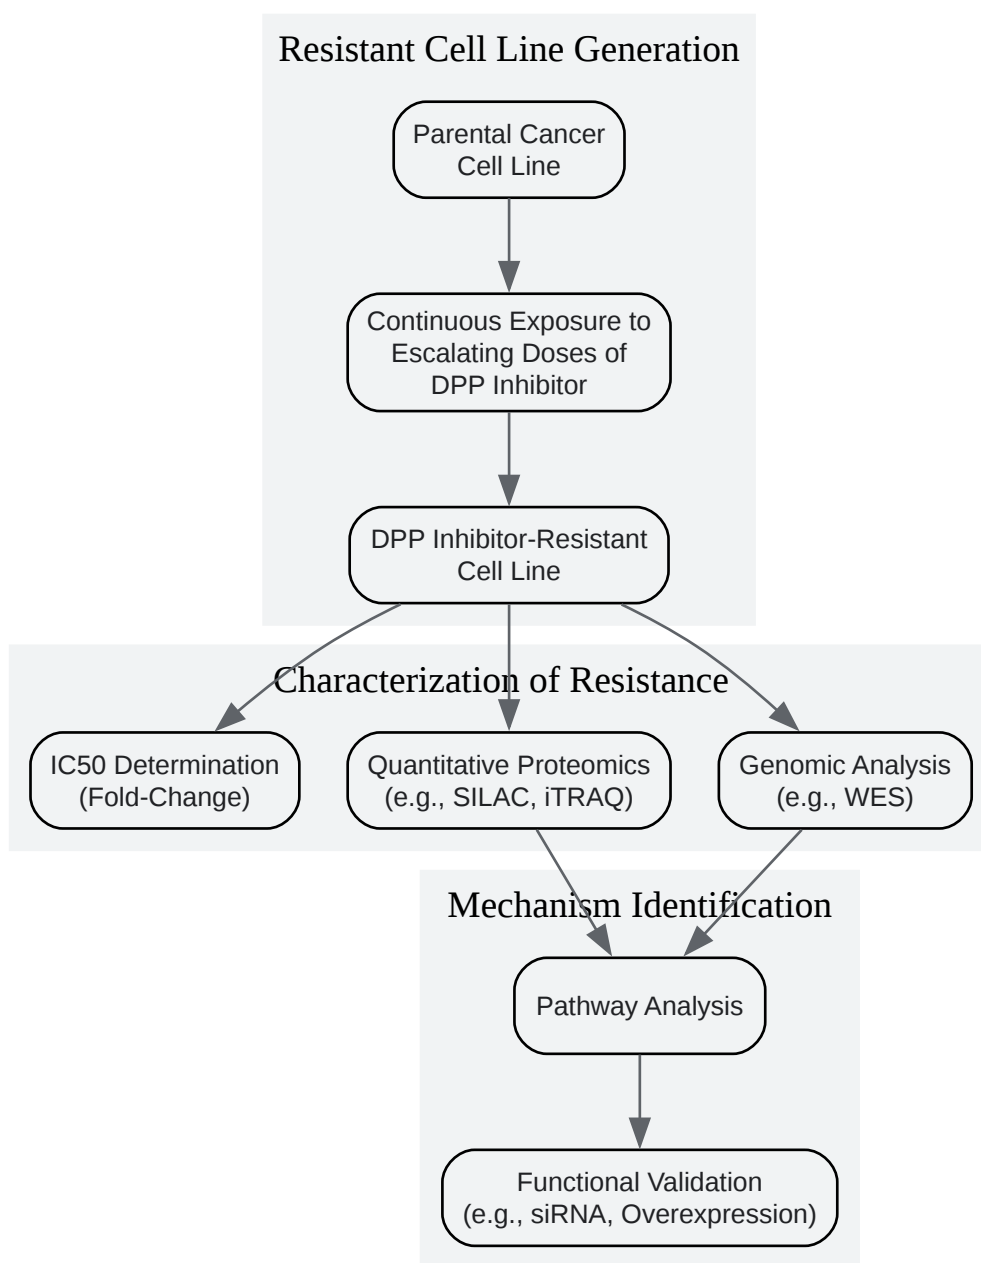 Resistant Cell Line Generation
Parental Cancer
Cell Line
Continuous Exposure to
Escalating Doses of
DPP Inhibitor
DPP Inhibitor-Resistant
Cell Line
Characterization of Resistance
IC50 Determination
(Fold-Change)
Quantitative Proteomics
(e.g., SILAC, iTRAQ)
Genomic Analysis
(e.g., WES)
Mechanism Identification
Pathway Analysis
Functional Validation
(e.g., siRNA, Overexpression)